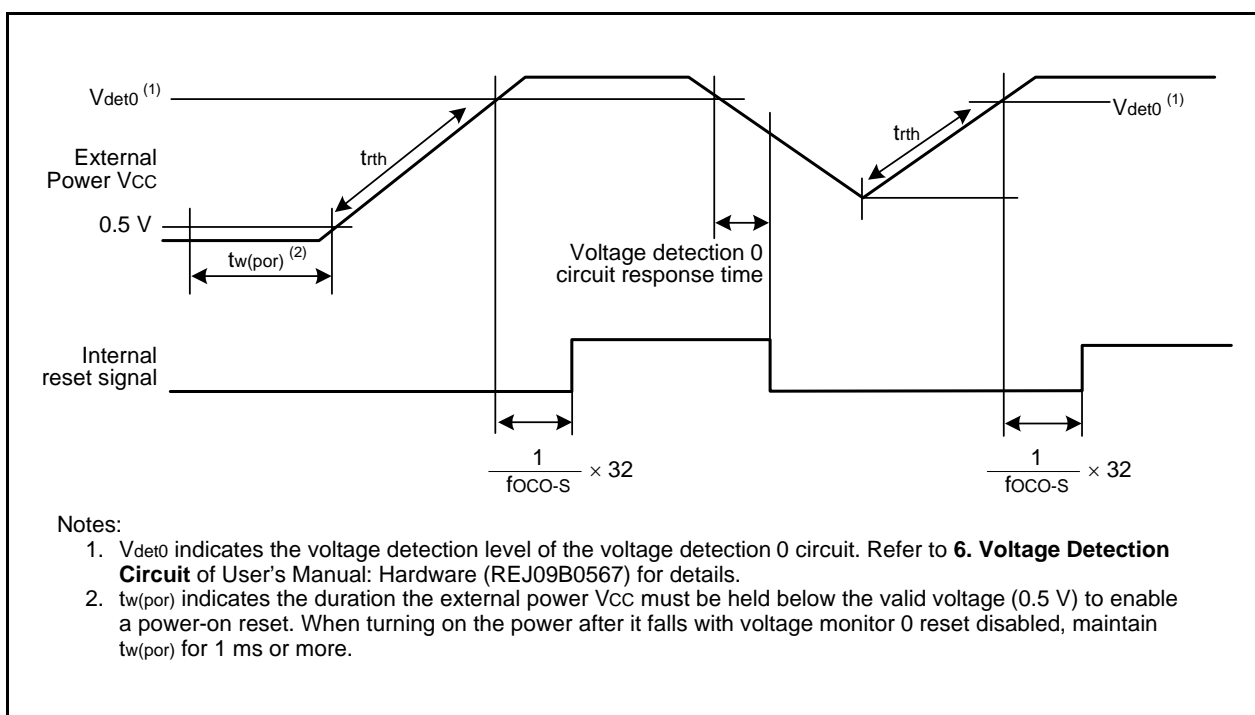 Vdet0 (1)
trth
External
Power VCC
0.5 V
tw(por) (2)
Voltage detection 0
circuit response time
trth
Vdet0 (1)
Internal
reset signal
1
fOCO-S
× 32
1
fOCO-S
× 32
Notes:
1. Vdet0 indicates the voltage detection level of the voltage detection 0 circuit. Refer to 6. Voltage Detection
Circuit of User's Manual: Hardware (REJ09B0567) for details.
2. tw(por) indicates the duration the external power VCC must be held below the valid voltage (0.5 V) to enable
a power-on reset. When turning on the power after it falls with voltage monitor 0 reset disabled, maintain
tw(por) for 1 ms or more.